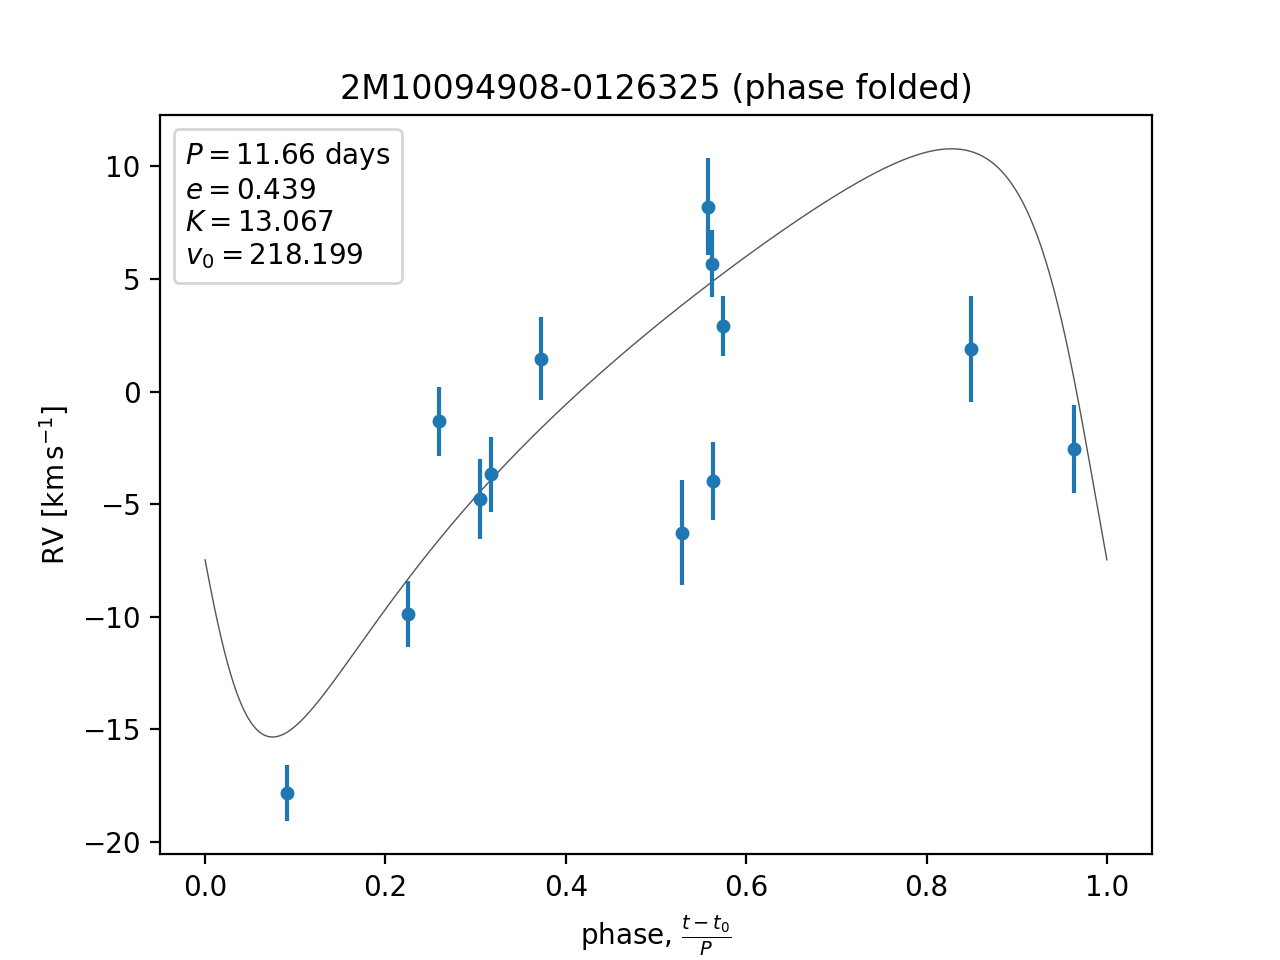 2M10094908-0126325 (phase folded)
P = 11.66 days
e = 0.439
K = 13.067
v₀ = 218.199
10
5
0
−5
−10
−15
−20
RV [km s⁻¹]
0.0 0.2 0.4 0.6 0.8 1.0
phase, (t − t₀)/P